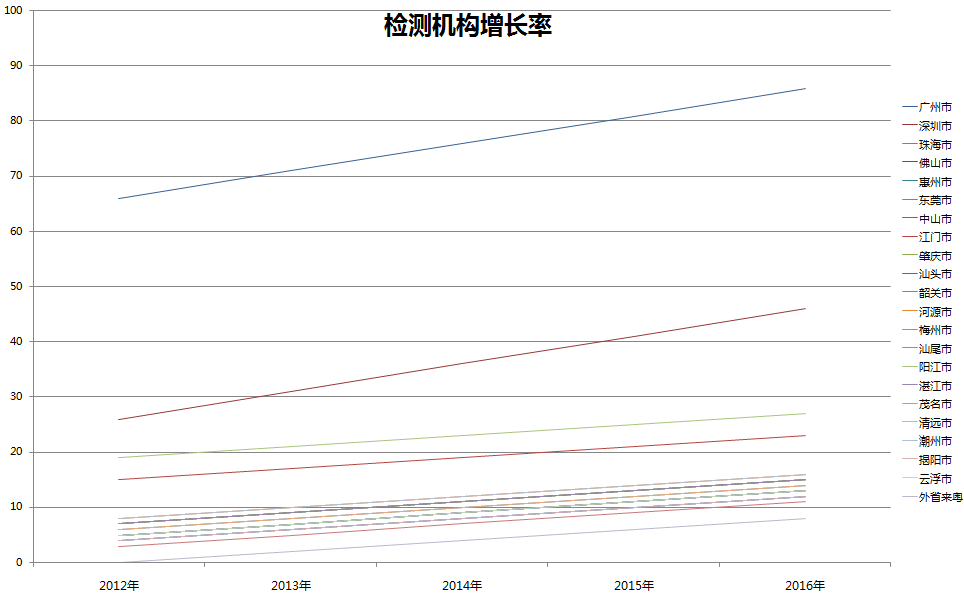 检测机构增长率
100
90
80
70
60
50
40
30
20
10
0
2012年
2013年
2014年
2015年
2016年
广州市
深圳市
珠海市
佛山市
惠州市
东莞市
中山市
江门市
肇庆市
汕头市
韶关市
河源市
梅州市
汕尾市
阳江市
湛江市
茂名市
清远市
潮州市
揭阳市
云浮市
外省来粤